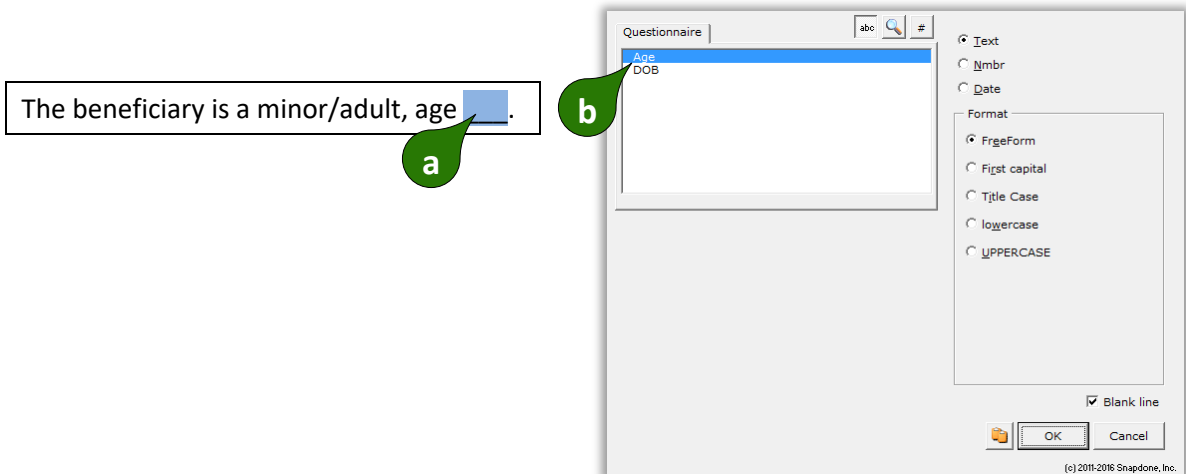 The beneficiary is a minor/adult, age ___.
a
b
Questionnaire
abc
#
Age
DOB
Text
Nmbr
Date
Format
FreeForm
First capital
Title Case
lowercase
UPPERCASE
Blank line
OK
Cancel
(c) 2011-2016 Snapdone, Inc.